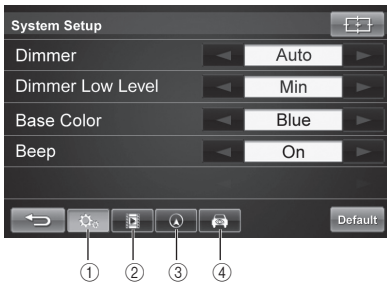 System Setup
Dimmer Auto
Dimmer Low Level Min
Base Color Blue
Beep On
Default
① ② ③ ④